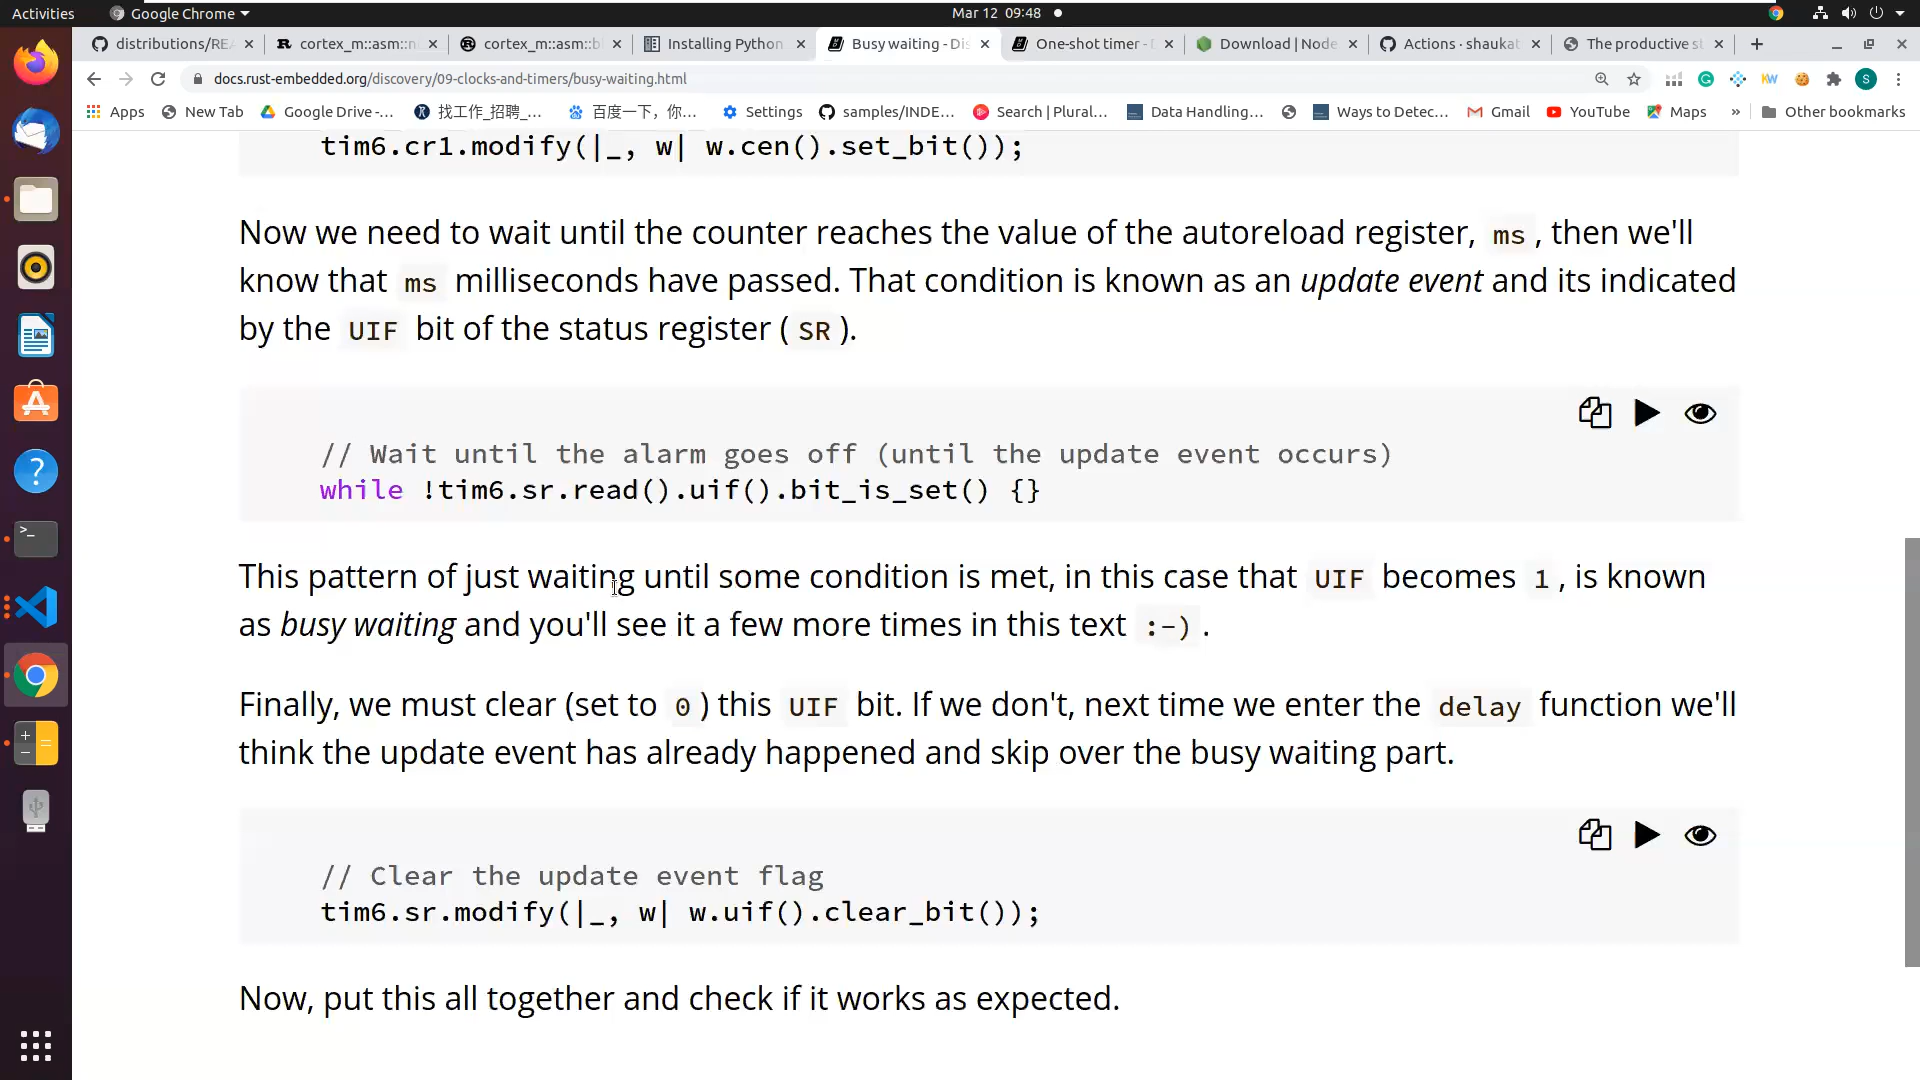 Activities
Google Chrome
Mar 12 09:48
distributions/REA
cortex_m::asm::n
cortex_m::asm::b
Installing Python
Busy waiting - Dis
One-shot timer - D
Download | Node
Actions · shaukat
The productive st
docs.rust-embedded.org/discovery/09-clocks-and-timers/busy-waiting.html
Apps
New Tab
Google Drive -...
找工作_招聘_...
百度一下，你...
Settings
samples/INDE...
Search | Plural...
Data Handling...
Ways to Detec...
Gmail
YouTube
Maps
»
Other bookmarks
tim6.cr1.modify(|_, w| w.cen().set_bit());
Now we need to wait until the counter reaches the value of the autoreload register, ms, then we'll
know that ms milliseconds have passed. That condition is known as an update event and its indicated
by the UIF bit of the status register (SR).
// Wait until the alarm goes off (until the update event occurs)
while !tim6.sr.read().uif().bit_is_set() {}
This pattern of just waiting until some condition is met, in this case that UIF becomes 1, is known
as busy waiting and you'll see it a few more times in this text :-).
Finally, we must clear (set to 0) this UIF bit. If we don't, next time we enter the delay function we'll
think the update event has already happened and skip over the busy waiting part.
// Clear the update event flag
tim6.sr.modify(|_, w| w.uif().clear_bit());
Now, put this all together and check if it works as expected.